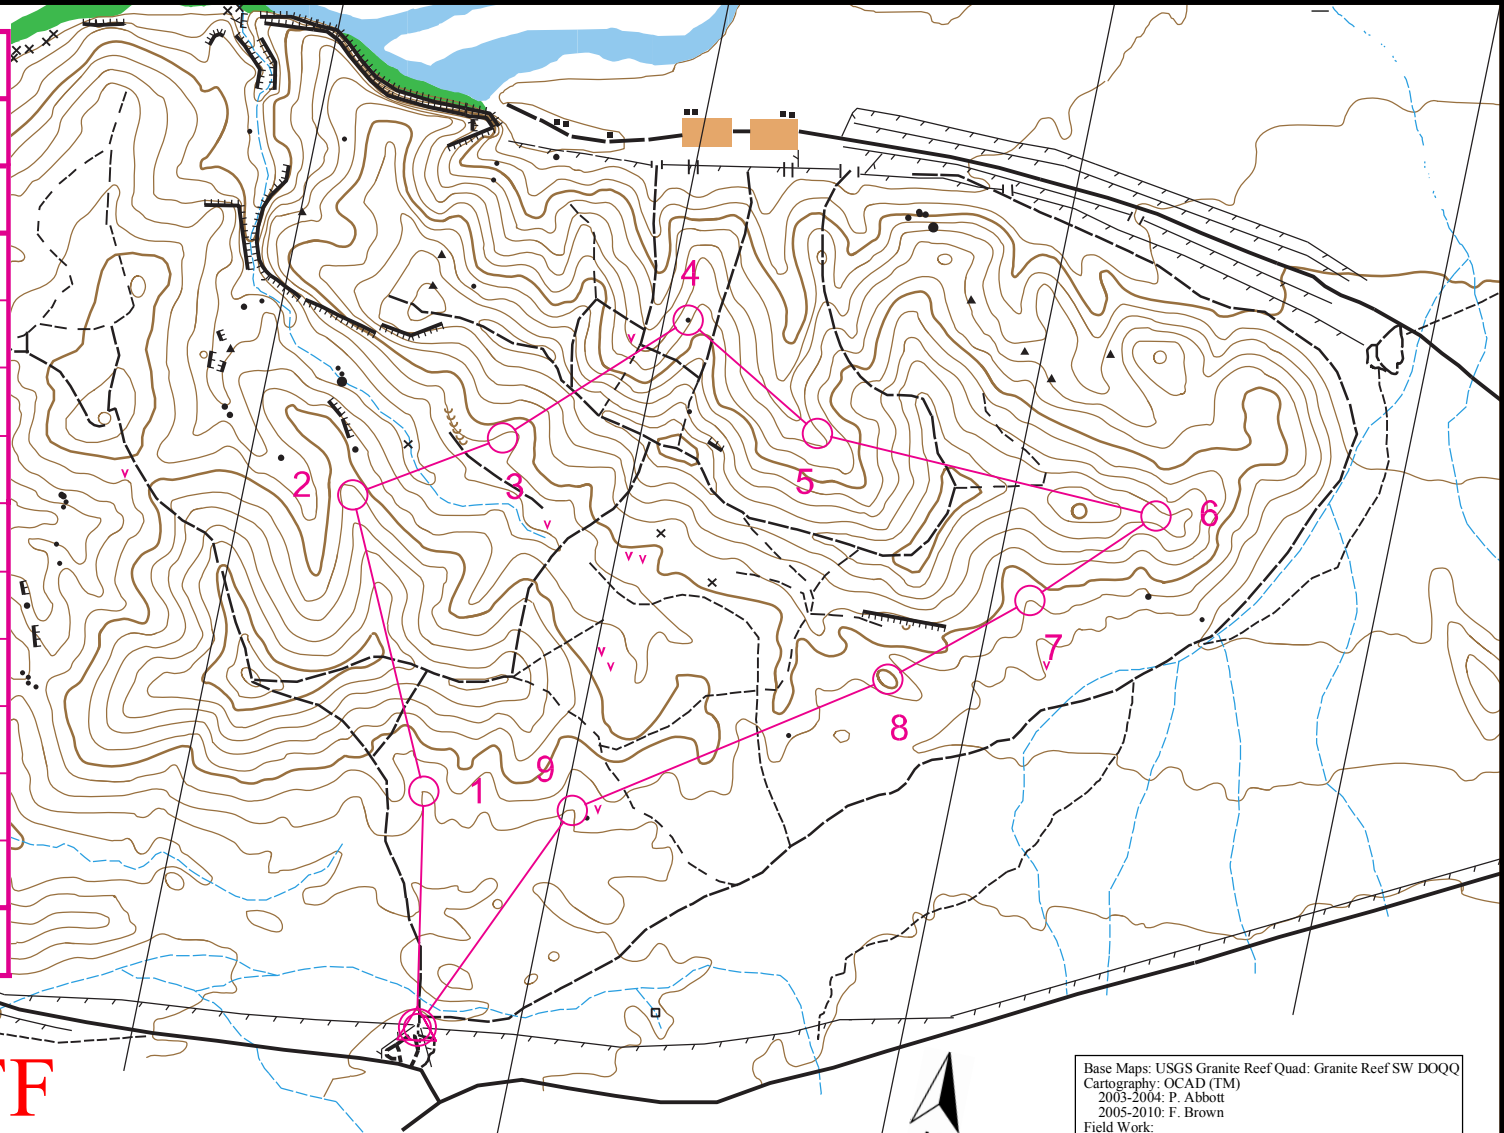 4
2
3
5
6
7
8
9
1
F
Base Maps: USGS Granite Reef Quad: Granite Reef SW DOQQ
Cartography: OCAD (TM)
2003-2004: P. Abbott
2005-2010: F. Brown
Field Work: